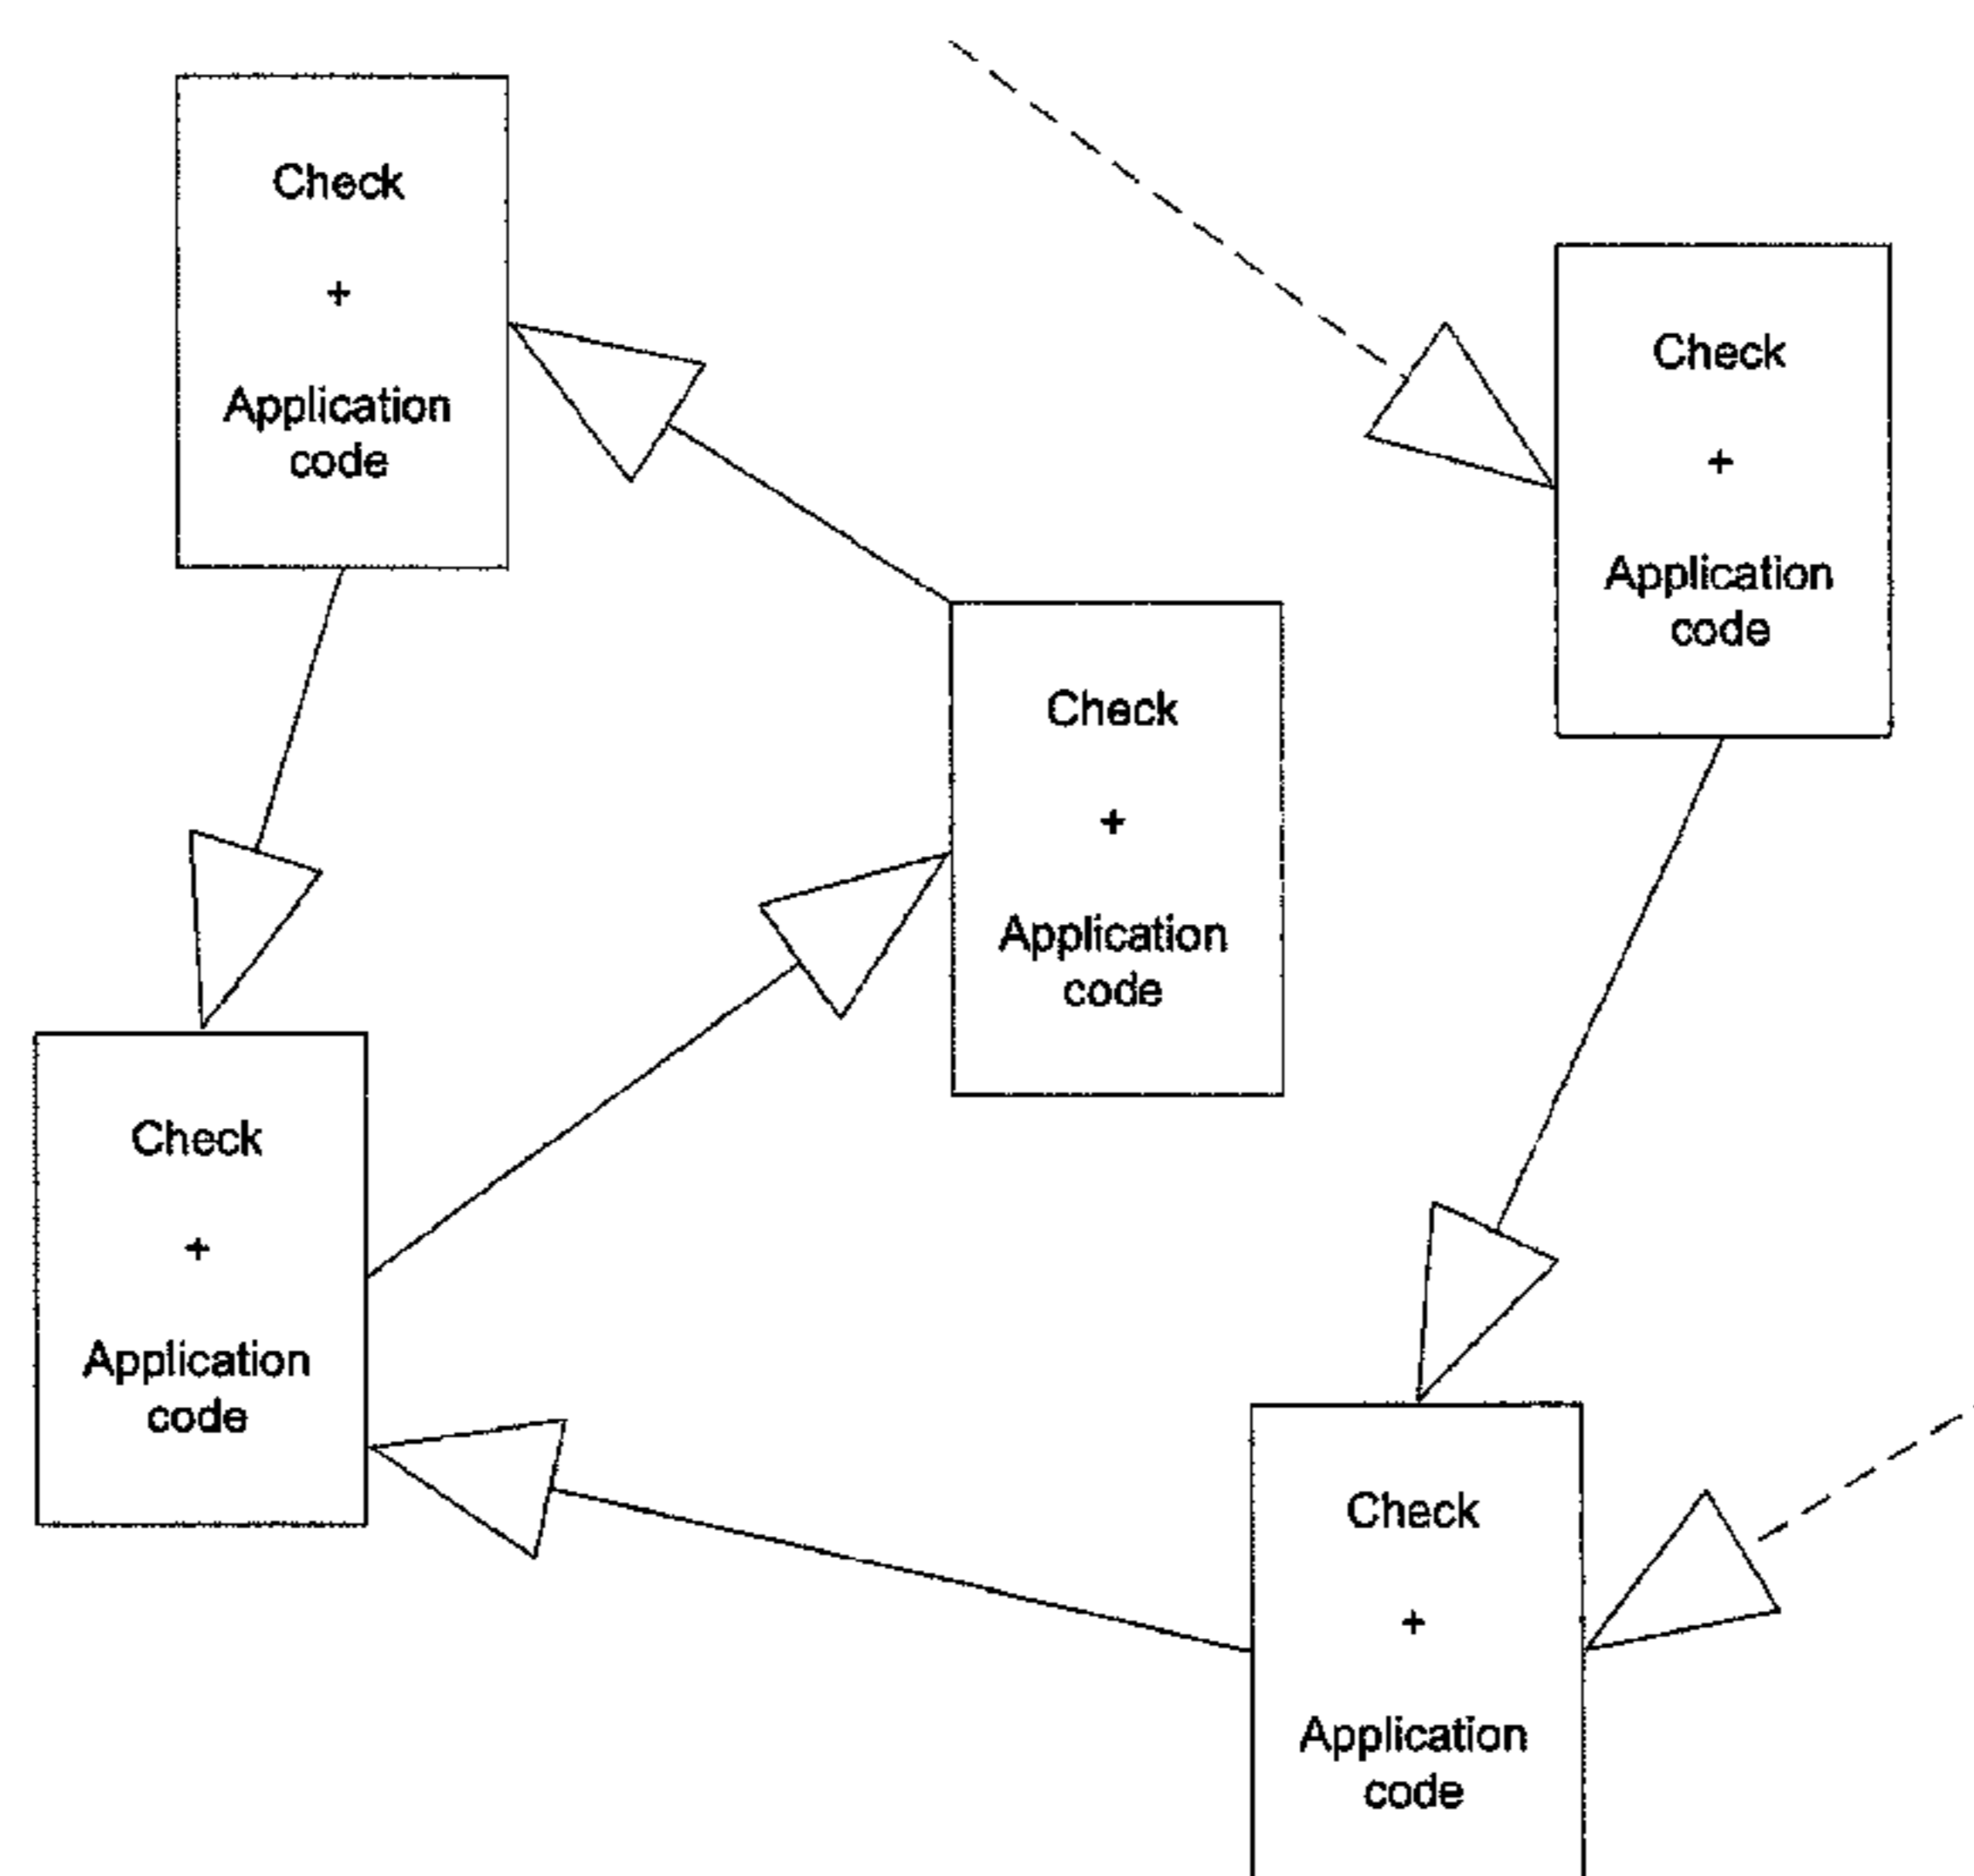 Check
+
Application
code
Check
+
Application
code
Check
+
Application
code
Check
+
Application
code
Check
+
Application
code